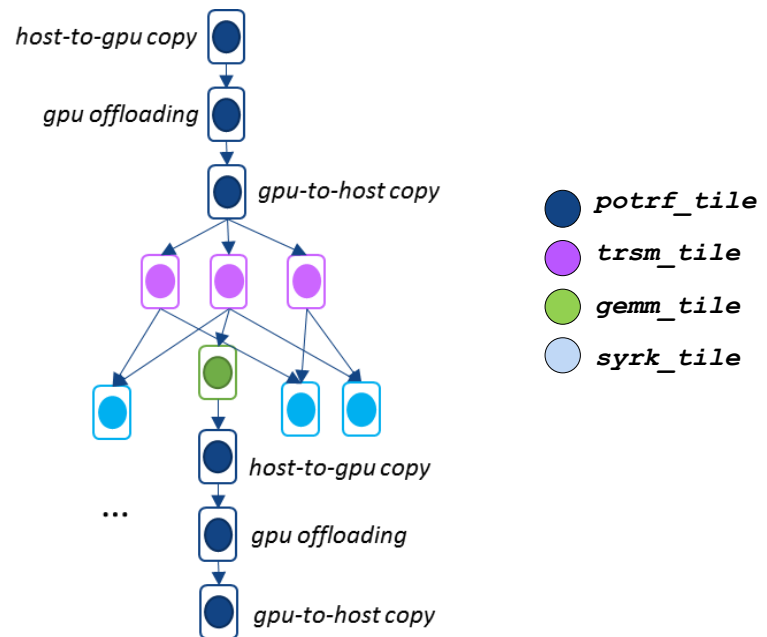 host-to-gpu copy
gpu offloading
gpu-to-host copy
potrf_tile
trsm_tile
gemm_tile
syrk_tile
host-to-gpu copy
...
gpu offloading
gpu-to-host copy